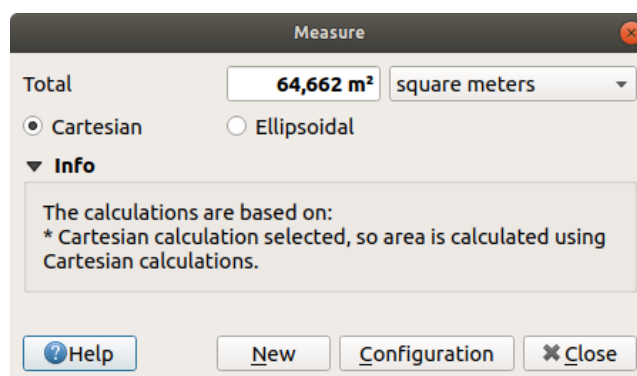 Measure
Total 64,662 m² square meters
Cartesian Ellipsoidal
Info
The calculations are based on:
* Cartesian calculation selected, so area is calculated using
Cartesian calculations.
Help New Configuration Close